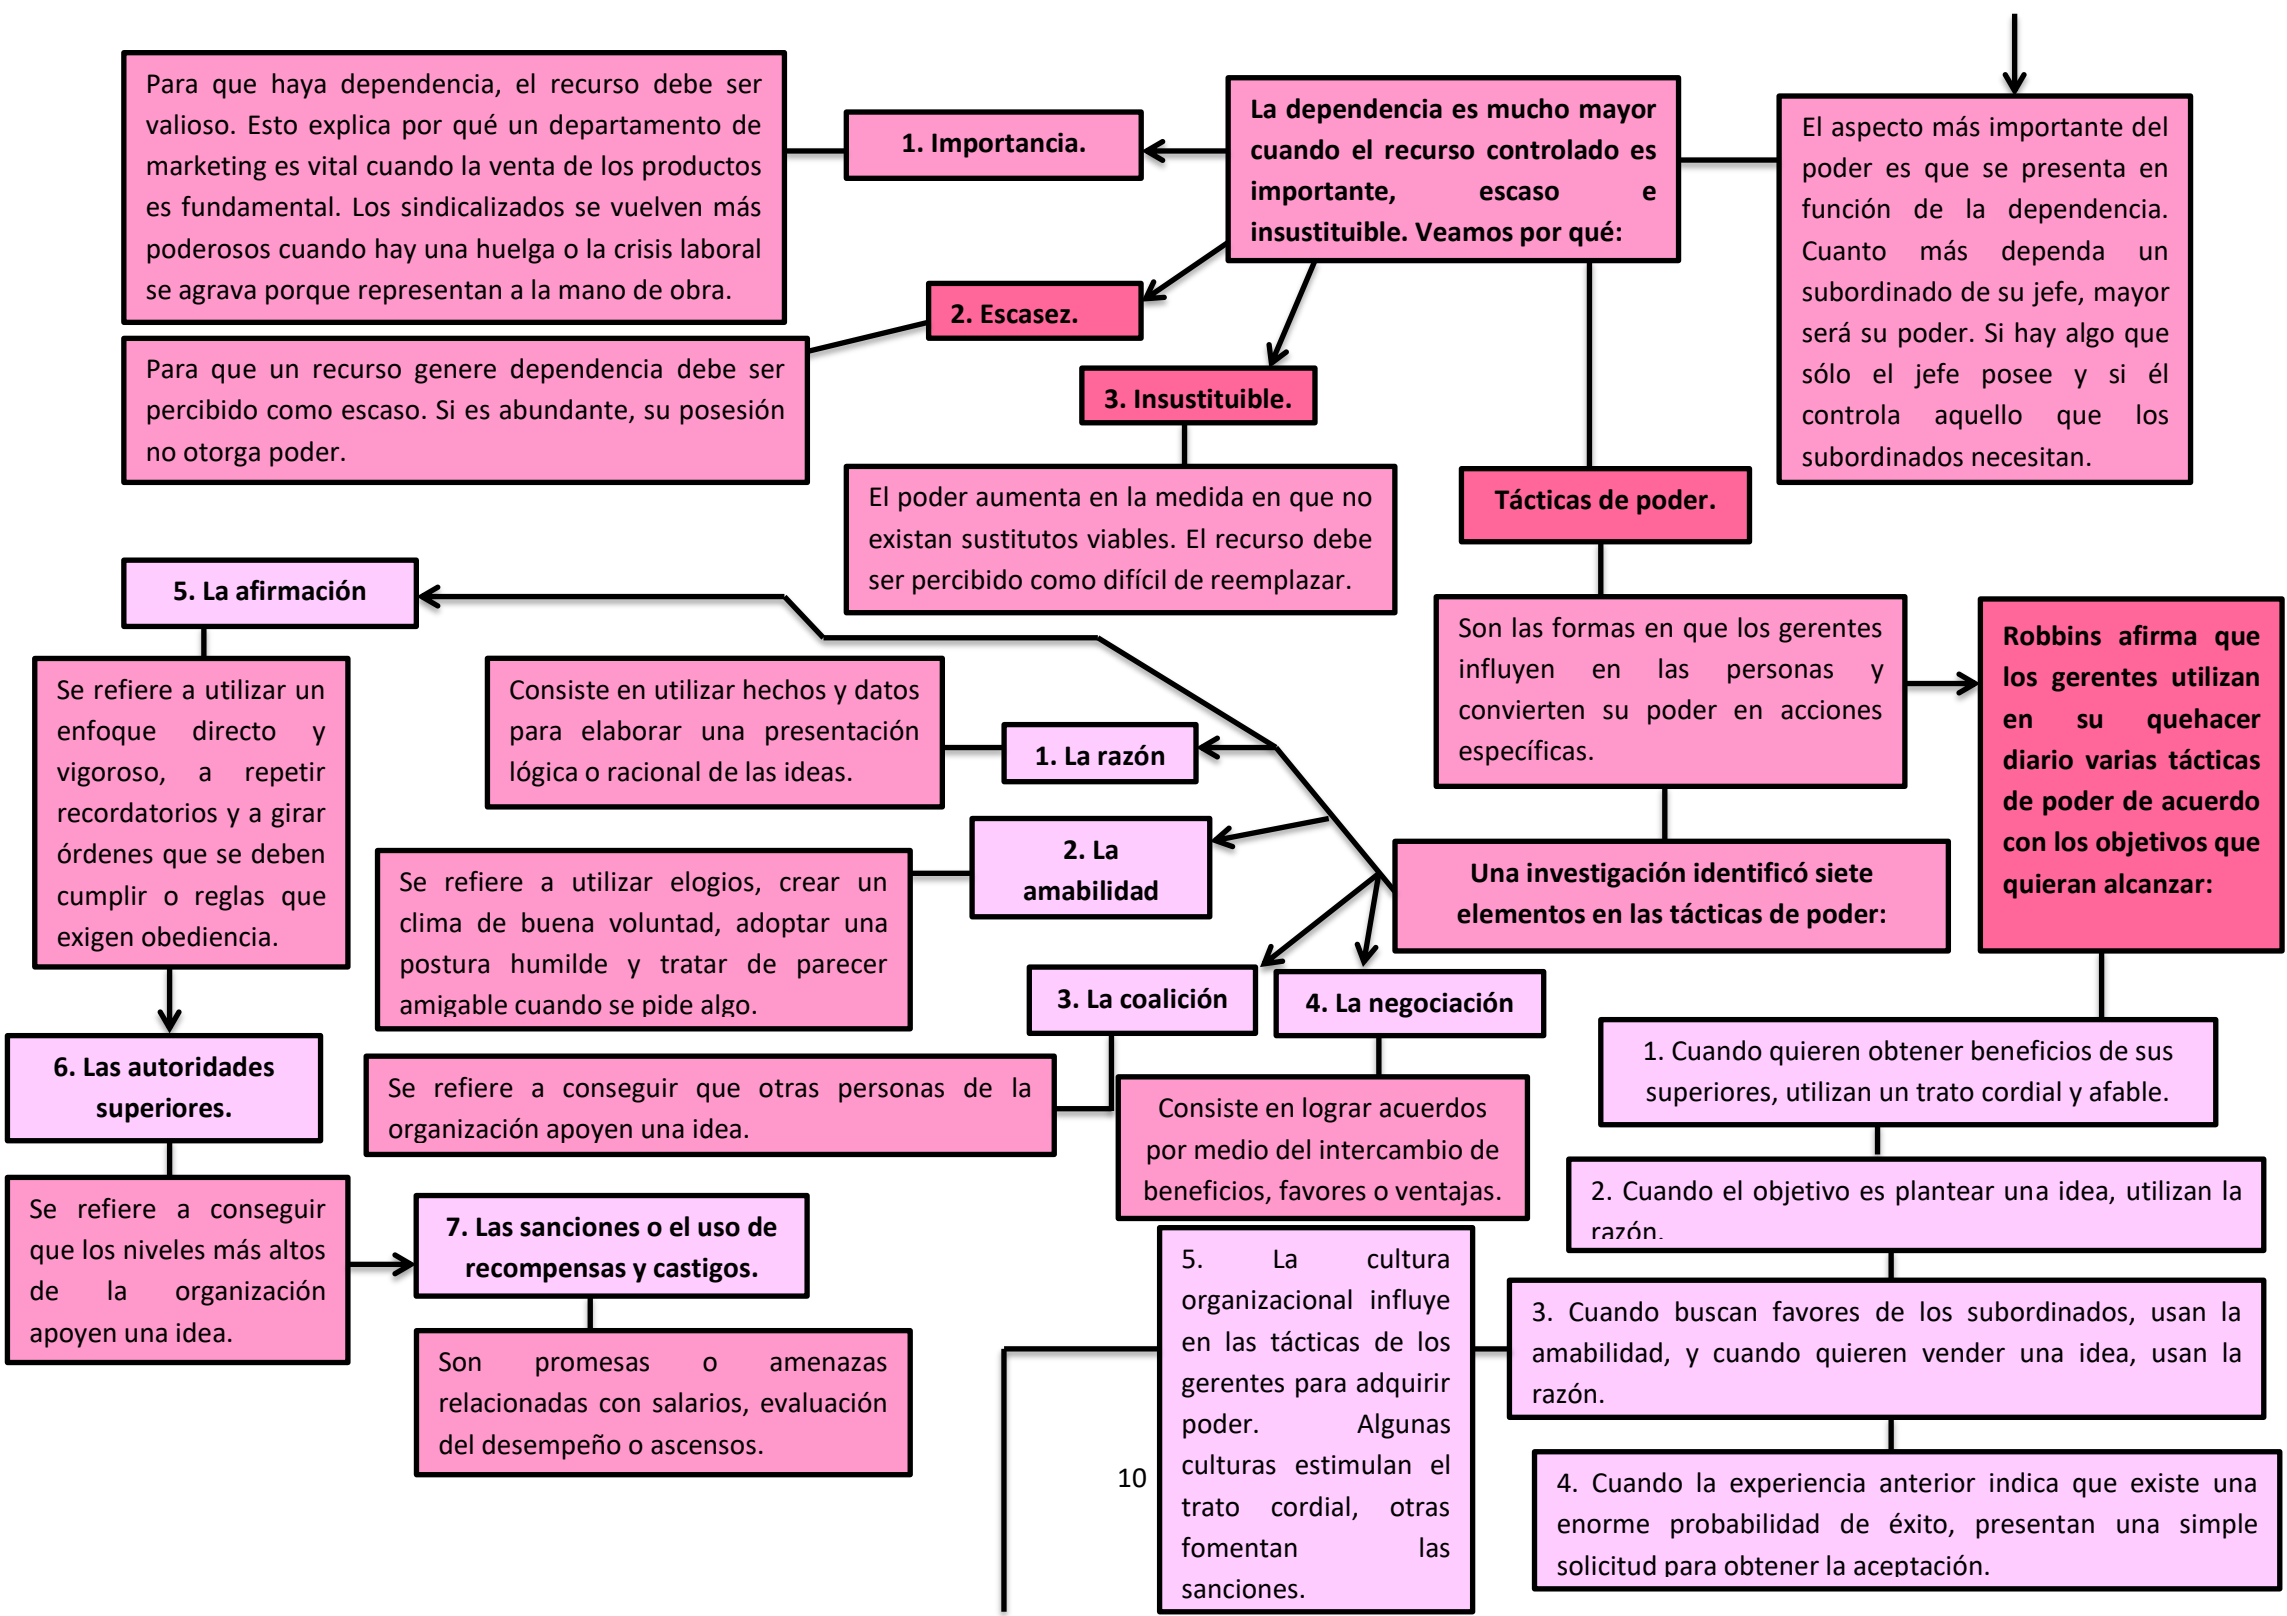 El aspecto más importante del
poder es que se presenta en
función de la dependencia.
Cuanto más dependa un
subordinado de su jefe, mayor
será su poder. Si hay algo que
sólo el jefe posee y si él
controla aquello que los
subordinados necesitan.
La dependencia es mucho mayor
cuando el recurso controlado es
importante, escaso e
insustituible. Veamos por qué:
1. Importancia.
Para que haya dependencia, el recurso debe ser
valioso. Esto explica por qué un departamento de
marketing es vital cuando la venta de los productos
es fundamental. Los sindicalizados se vuelven más
poderosos cuando hay una huelga o la crisis laboral
se agrava porque representan a la mano de obra.
2. Escasez.
Para que un recurso genere dependencia debe ser
percibido como escaso. Si es abundante, su posesión
no otorga poder.
3. Insustituible.
El poder aumenta en la medida en que no
existan sustitutos viables. El recurso debe
ser percibido como difícil de reemplazar.
Tácticas de poder.
Son las formas en que los gerentes
influyen en las personas y
convierten su poder en acciones
específicas.
Una investigación identificó siete
elementos en las tácticas de poder:
1. La razón
Consiste en utilizar hechos y datos
para elaborar una presentación
lógica o racional de las ideas.
2. La
amabilidad
Se refiere a utilizar elogios, crear un
clima de buena voluntad, adoptar una
postura humilde y tratar de parecer
amigable cuando se pide algo.
3. La coalición
Se refiere a conseguir que otras personas de la
organización apoyen una idea.
4. La negociación
Consiste en lograr acuerdos
por medio del intercambio de
beneficios, favores o ventajas.
5. La afirmación
Se refiere a utilizar un
enfoque directo y
vigoroso, a repetir
recordatorios y a girar
órdenes que se deben
cumplir o reglas que
exigen obediencia.
6. Las autoridades
superiores.
Se refiere a conseguir
que los niveles más altos
de la organización
apoyen una idea.
7. Las sanciones o el uso de
recompensas y castigos.
Son promesas o amenazas
relacionadas con salarios, evaluación
del desempeño o ascensos.
Robbins afirma que
los gerentes utilizan
en su quehacer
diario varias tácticas
de poder de acuerdo
con los objetivos que
quieran alcanzar:
1. Cuando quieren obtener beneficios de sus
superiores, utilizan un trato cordial y afable.
2. Cuando el objetivo es plantear una idea, utilizan la
razón.
3. Cuando buscan favores de los subordinados, usan la
amabilidad, y cuando quieren vender una idea, usan la
razón.
4. Cuando la experiencia anterior indica que existe una
enorme probabilidad de éxito, presentan una simple
solicitud para obtener la aceptación.
5. La cultura
organizacional influye
en las tácticas de los
gerentes para adquirir
poder. Algunas
culturas estimulan el
trato cordial, otras
fomentan las
sanciones.
10